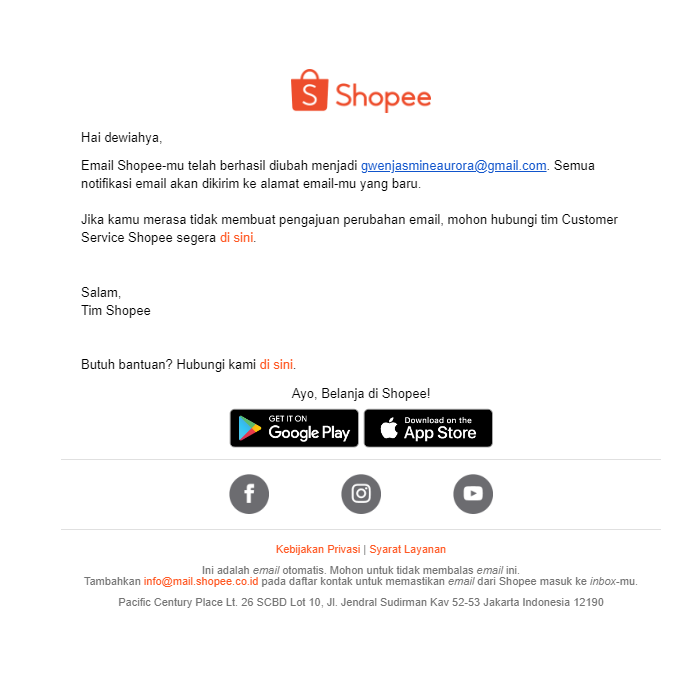 Shopee
Hai dewiahya,
Email Shopee-mu telah berhasil diubah menjadi gwenjasmineaurora@gmail.com. Semua
notifikasi email akan dikirim ke alamat email-mu yang baru.
Jika kamu merasa tidak membuat pengajuan perubahan email, mohon hubungi tim Customer
Service Shopee segera di sini.
Salam,
Tim Shopee
Butuh bantuan? Hubungi kami di sini.
Ayo, Belanja di Shopee!
GET IT ON
Google Play
Download on the
App Store
Kebijakan Privasi | Syarat Layanan
Ini adalah email otomatis. Mohon untuk tidak membalas email ini.
Tambahkan info@mail.shopee.co.id pada daftar kontak untuk memastikan email dari Shopee masuk ke inbox-mu.
Pacific Century Place Lt. 26 SCBD Lot 10, Jl. Jendral Sudirman Kav 52-53 Jakarta Indonesia 12190